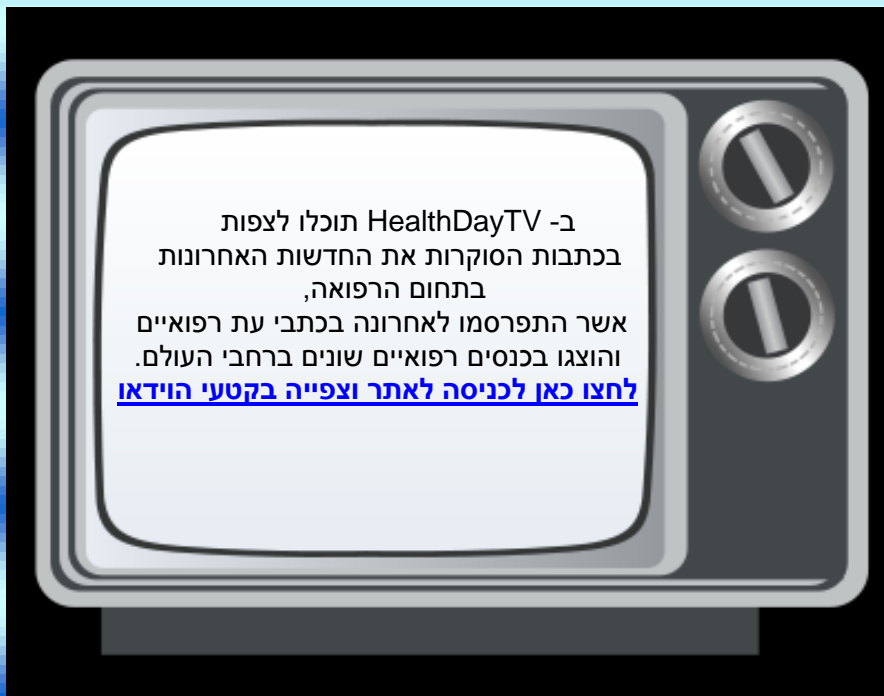 ב- HealthDayTV תוכלו לצפות
בכתבות הסוקרות את החדשות האחרונות
בתחום הרפואה,
אשר התפרסמו לאחרונה בכתבי עת רפואיים
והוצגו בכנסים רפואיים שונים ברחבי העולם.
לחצו כאן לכניסה לאתר וצפייה בקטעי הוידאו